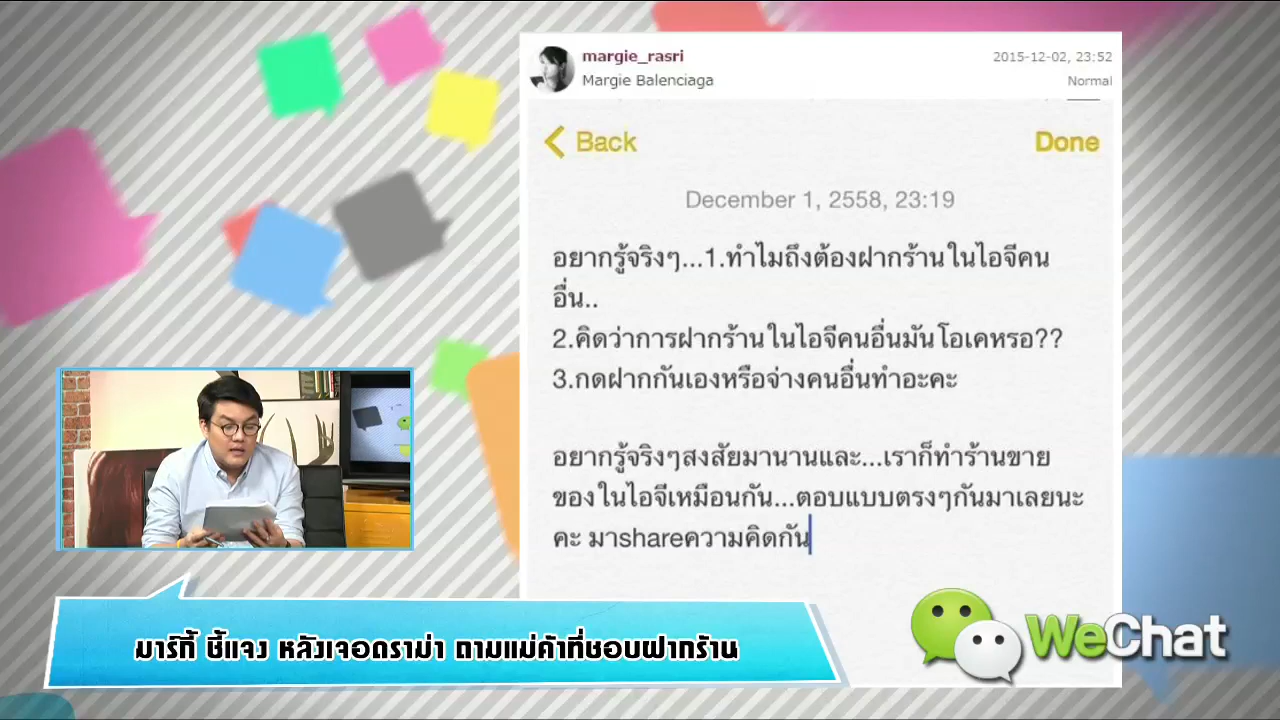 margie_rasri
2015-12-02, 23:52
Margie Balenciaga
Normal
Back
Done
December 1, 2558, 23:19
อยากรู้จริงๆ...1.ทำไมถึงต้องฝากร้านในไอจีคน
อื่น..
2.คิดว่าการฝากร้านในไอจีคนอื่นมันโอเคหรอ??
3.กดฝากกันเองหรือจ่างคนอื่นทำอะคะ
อยากรู้จริงๆสงสัยมานานและ...เราก็ทำร้านขาย
ของในไอจีเหมือนกัน...ตอบแบบตรงๆกันมาเลยนะ
คะ มาshareความคิดกัน
มาร์กี้ ชี้แจง หลังเจอดราม่า ถามแม่ค้าที่ชอบฝากร้าน
WeChat